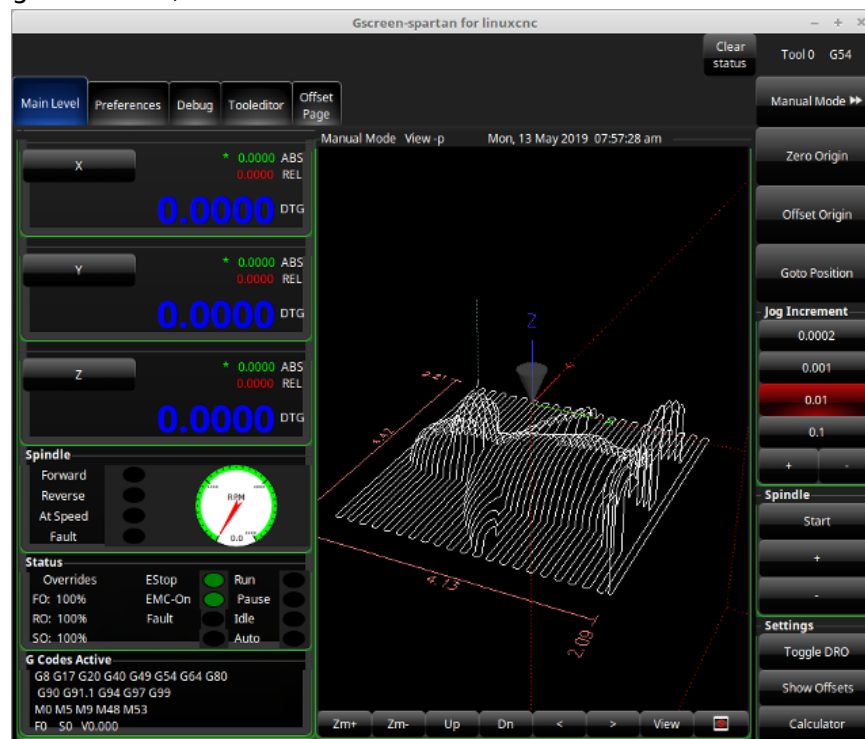 Gscreen-spartan for linuxcnc
Clear
status
Tool 0 G54
Main Level
Preferences
Debug
Tooleditor
Offset
Page
Manual Mode
Manual Mode View -p Mon, 13 May 2019 07:57:28 am
X
* 0.0000 ABS
0.0000 REL
0.0000 DTG
Y
* 0.0000 ABS
0.0000 REL
0.0000 DTG
Z
* 0.0000 ABS
0.0000 REL
0.0000 DTG
Spindle
Forward
Reverse
At Speed
Fault
RPM
0.0
Status
Overrides EStop Run
FO: 100% EMC-On Pause
RO: 100% Fault Idle
SO: 100% Auto
G Codes Active
G8 G17 G20 G40 G49 G54 G64 G80
G90 G91.1 G94 G97 G99
M0 M5 M9 M48 M53
F0 S0 V0.000
Z
4.13
2.09
Zm+ Zm- Up Dn < > View
Zero Origin
Offset Origin
Goto Position
Jog Increment
0.0002
0.001
0.01
0.1
+ -
Spindle
Start
+
-
Settings
Toggle DRO
Show Offsets
Calculator